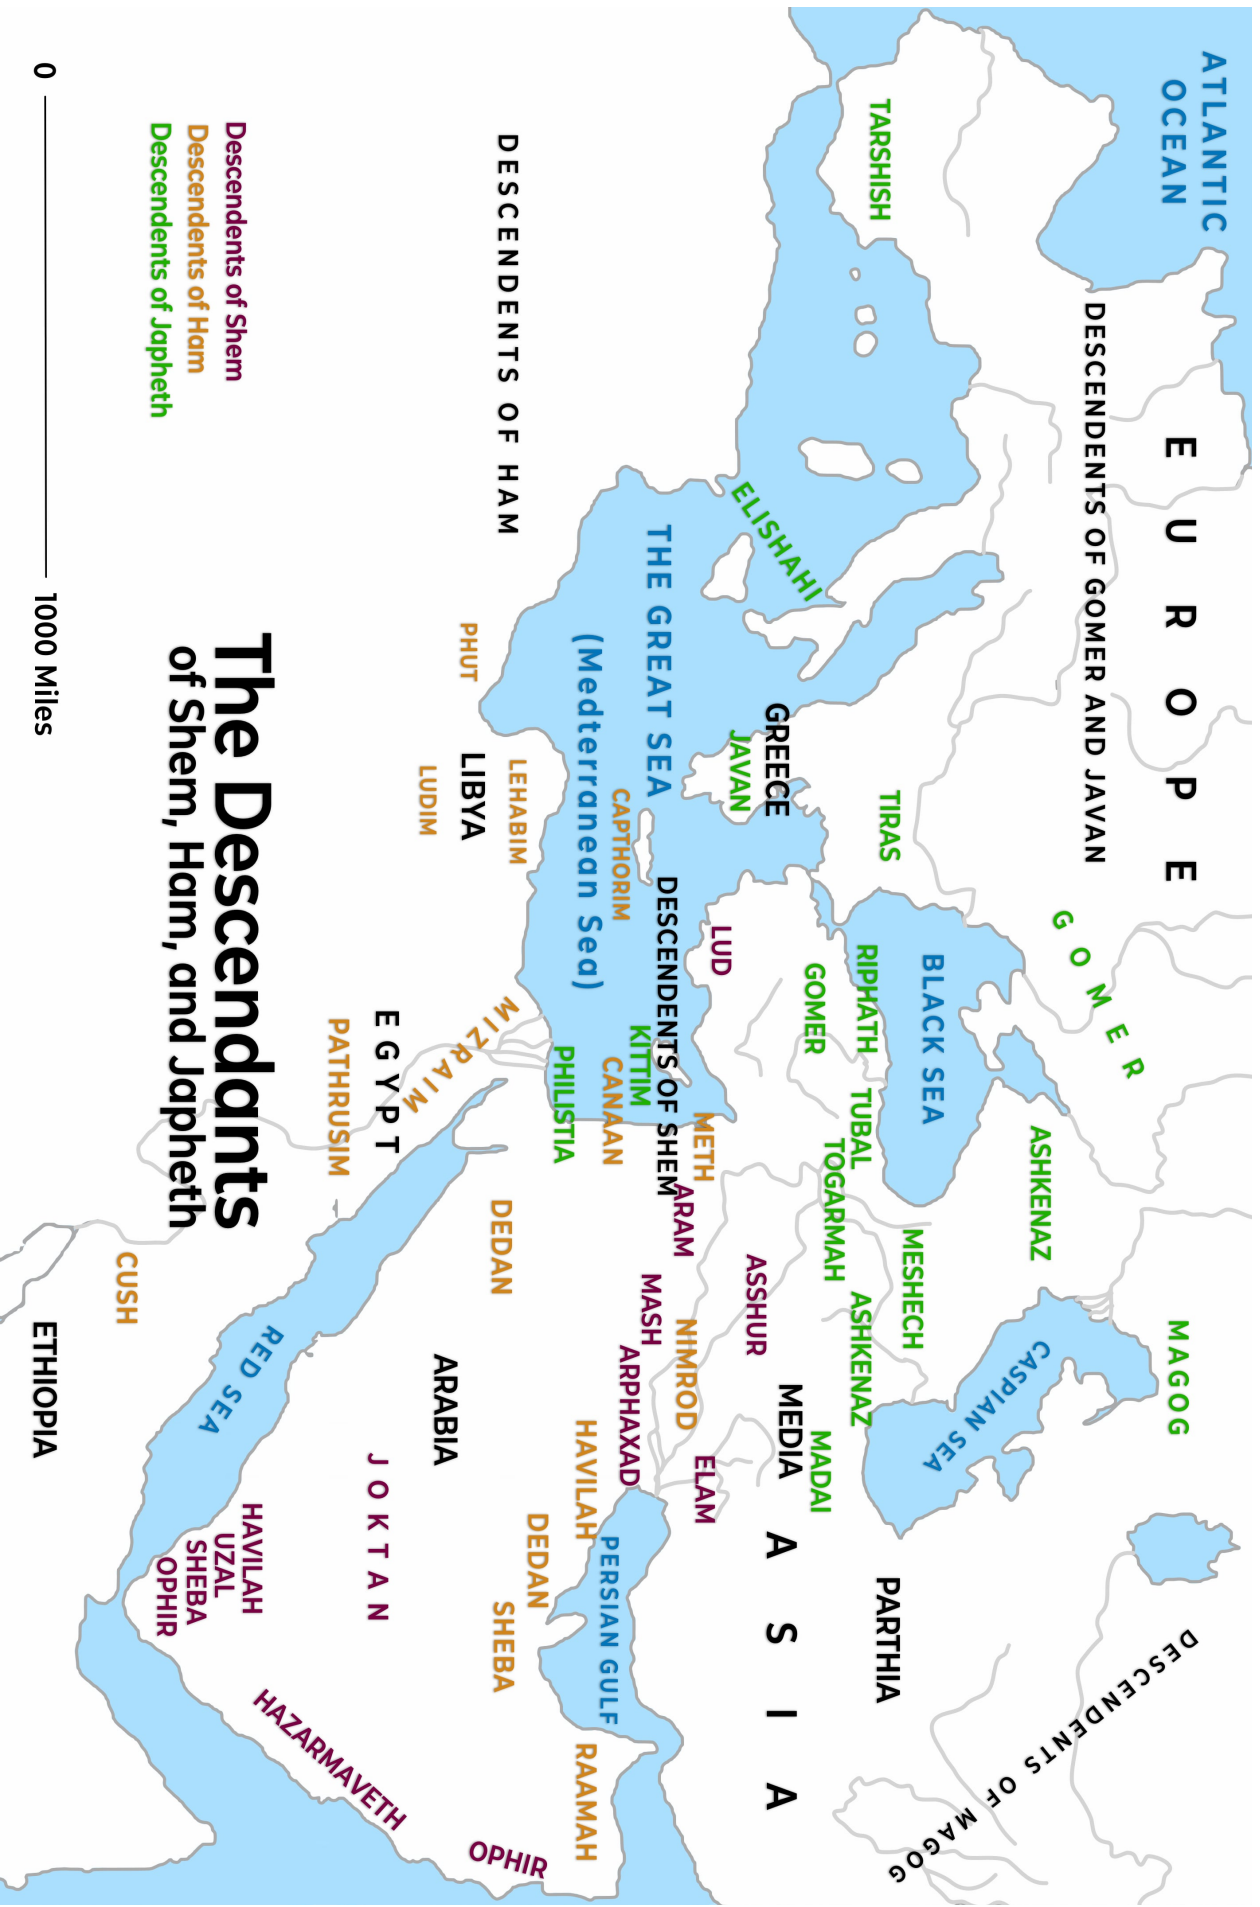 ATLANTIC
OCEAN
E U R O P E
DESCENDENTS OF GOMER AND JAVAN
GOMER
MAGOG
ASHKENAZ
DESCENDENTS OF MAGOG
TARSHISH
TIRAS
BLACK SEA
CASPIAN SEA
MESHECH
PARTHIA
RIPHATH
TUBAL
ASHKENAZ
GOMER
TOGARMAH
MADAI
ELISHAHI
GREECE
JAVAN
MEDIA
A S I A
LUD
ASSHUR
METH
ELAM
THE GREAT SEA
(Medterranean Sea)
DESCENDENTS OF SHEM
ARAM
NIMROD
CAPTHORIM
KITTIM
MASH
CANAAN
ARPHAXAD
PHILISTIA
HAVILAH
PERSIAN GULF
RAAMAH
DESCENDENTS OF HAM
LEHABIM
MIZRAIM
DEDAN
DEDAN
SHEBA
OPHIR
PHUT
LIBYA
LUDIM
ARABIA
EGYPT
PATHRUSIM
JOKTAN
HAZARMAVETH
RED SEA
HAVILAH
UZAL
SHEBA
OPHIR
CUSH
ETHIOPIA
Descendents of Shem
Descendents of Ham
Descendents of Japheth
The Descendants
of Shem, Ham, and Japheth
0 1000 Miles